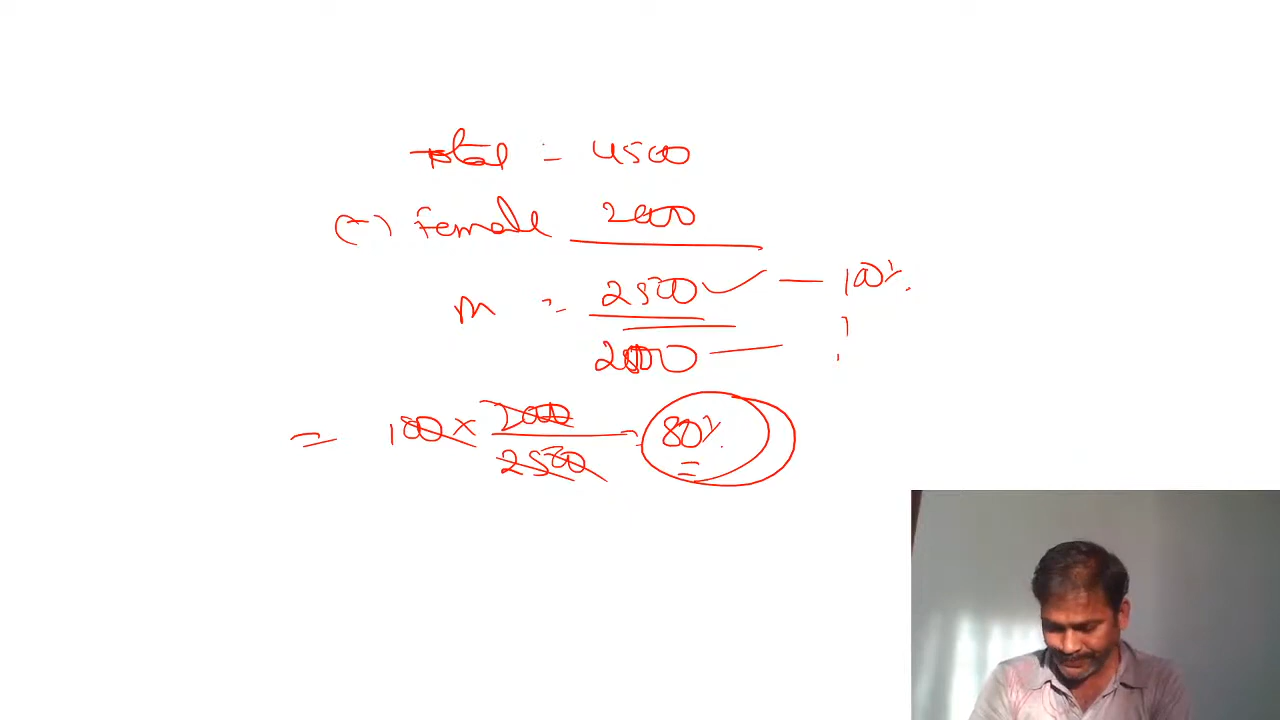 total = 4500
(-) female 2000
m = 2500 — 100%.
2000 — ?
= 100 × 2000 / 2500 = 80%.